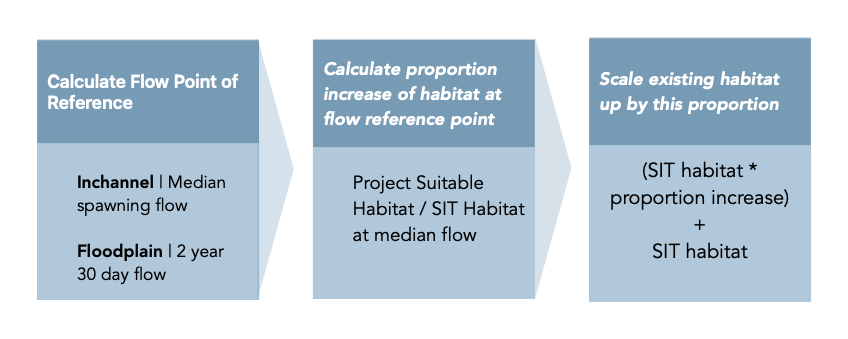 Calculate Flow Point of
Reference
Inchannel | Median
spawning flow
Floodplain | 2 year
30 day flow
Calculate proportion
increase of habitat at
flow reference point
Project Suitable
Habitat / SIT Habitat
at median flow
Scale existing habitat
up by this proportion
(SIT habitat *
proportion increase)
+
SIT habitat